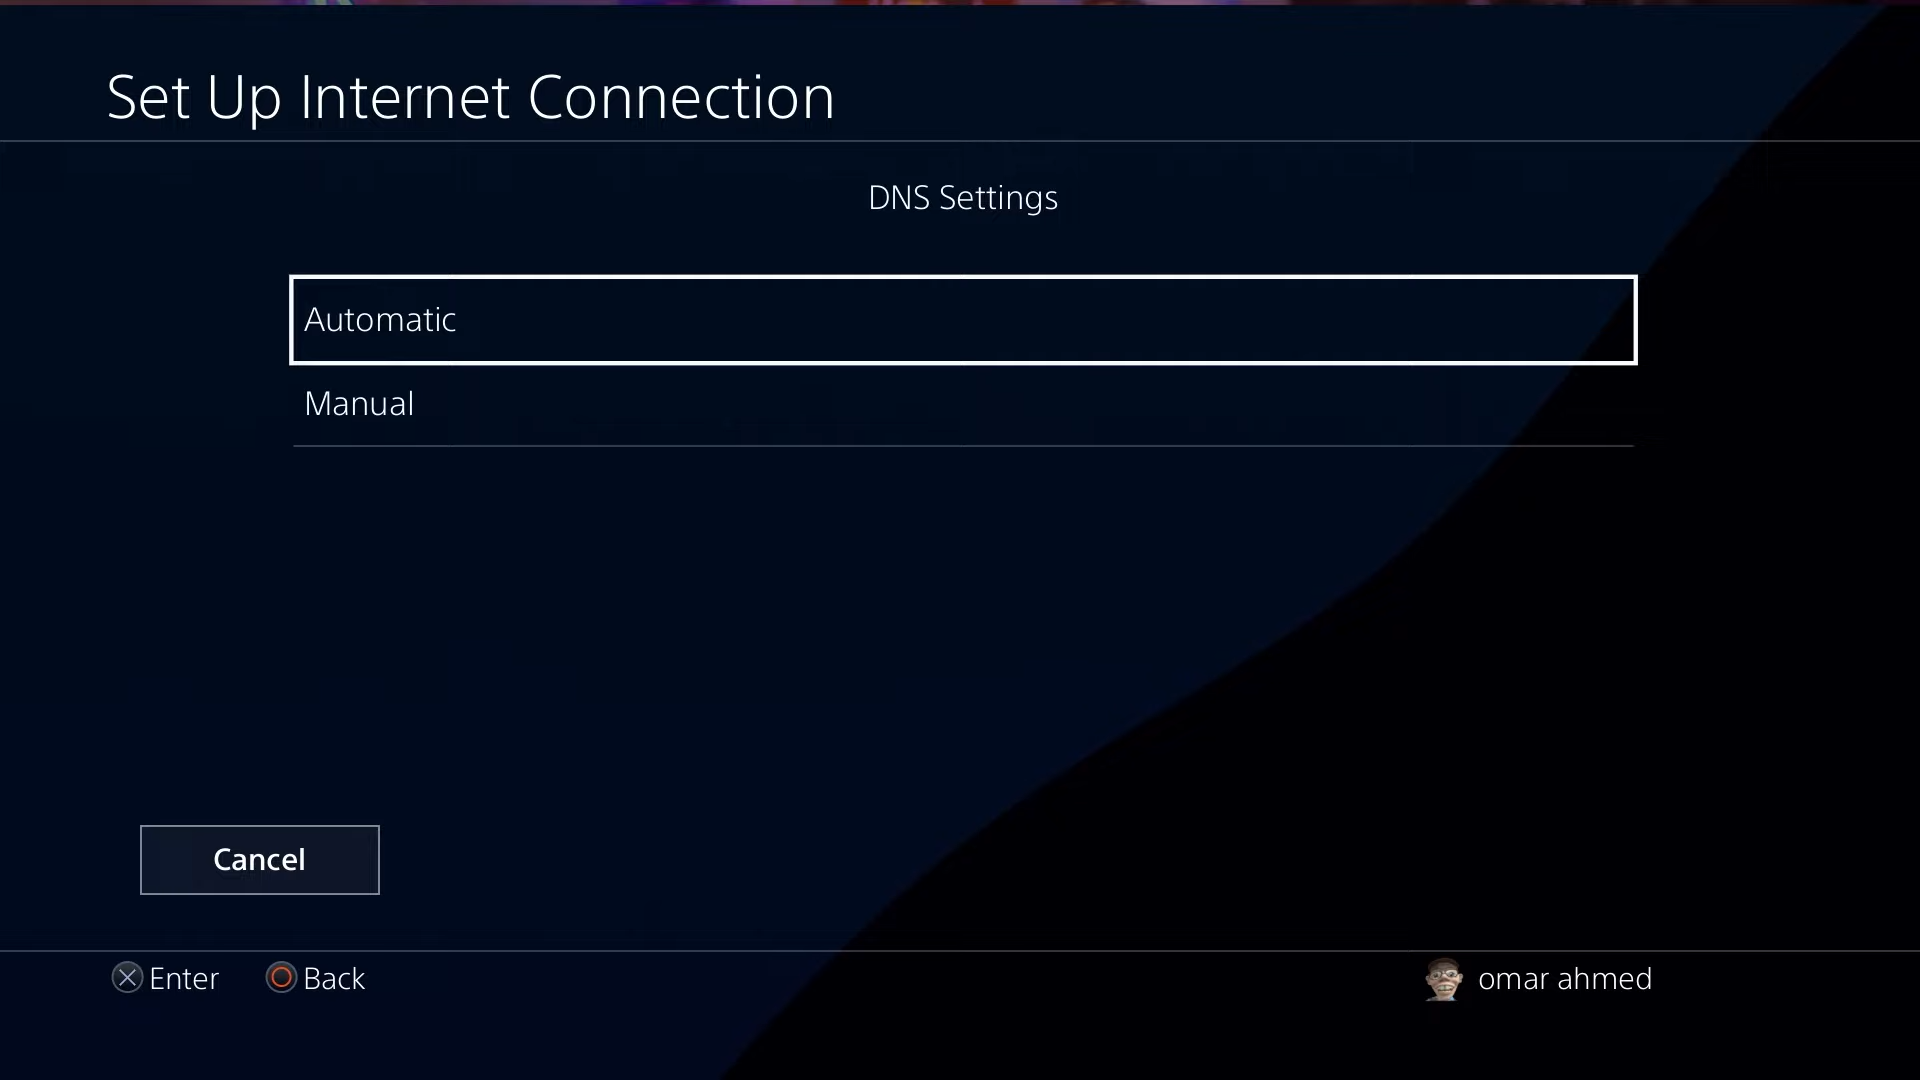 Set Up Internet Connection
DNS Settings
Automatic
Manual
Cancel
Enter Back omar ahmed